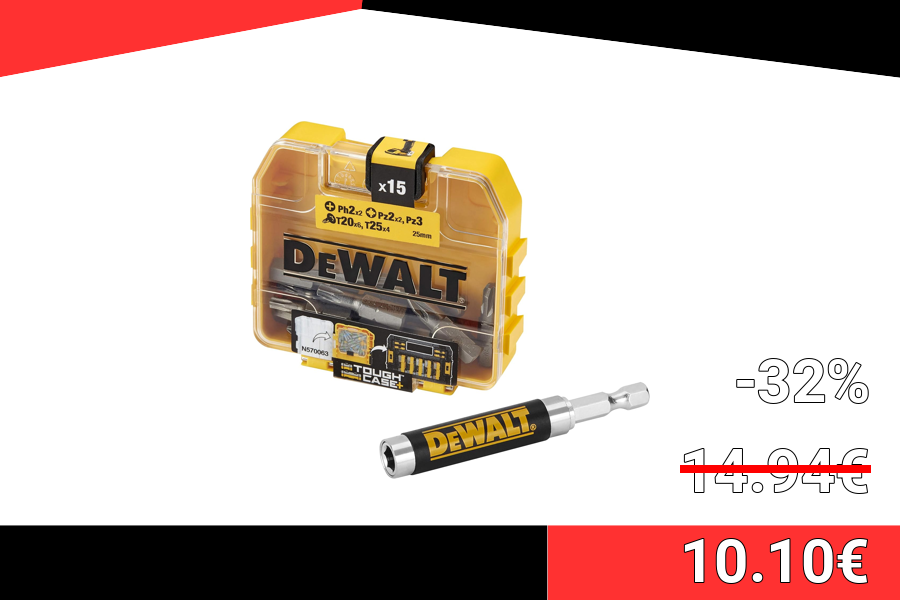 x15
Ph2x2 Pz2x2, Pz3
T20x6, T25x4
25mm
DEWALT
N570063
TOUGH
CASE+
DEWALT®
-32%
14.94€
10.10€